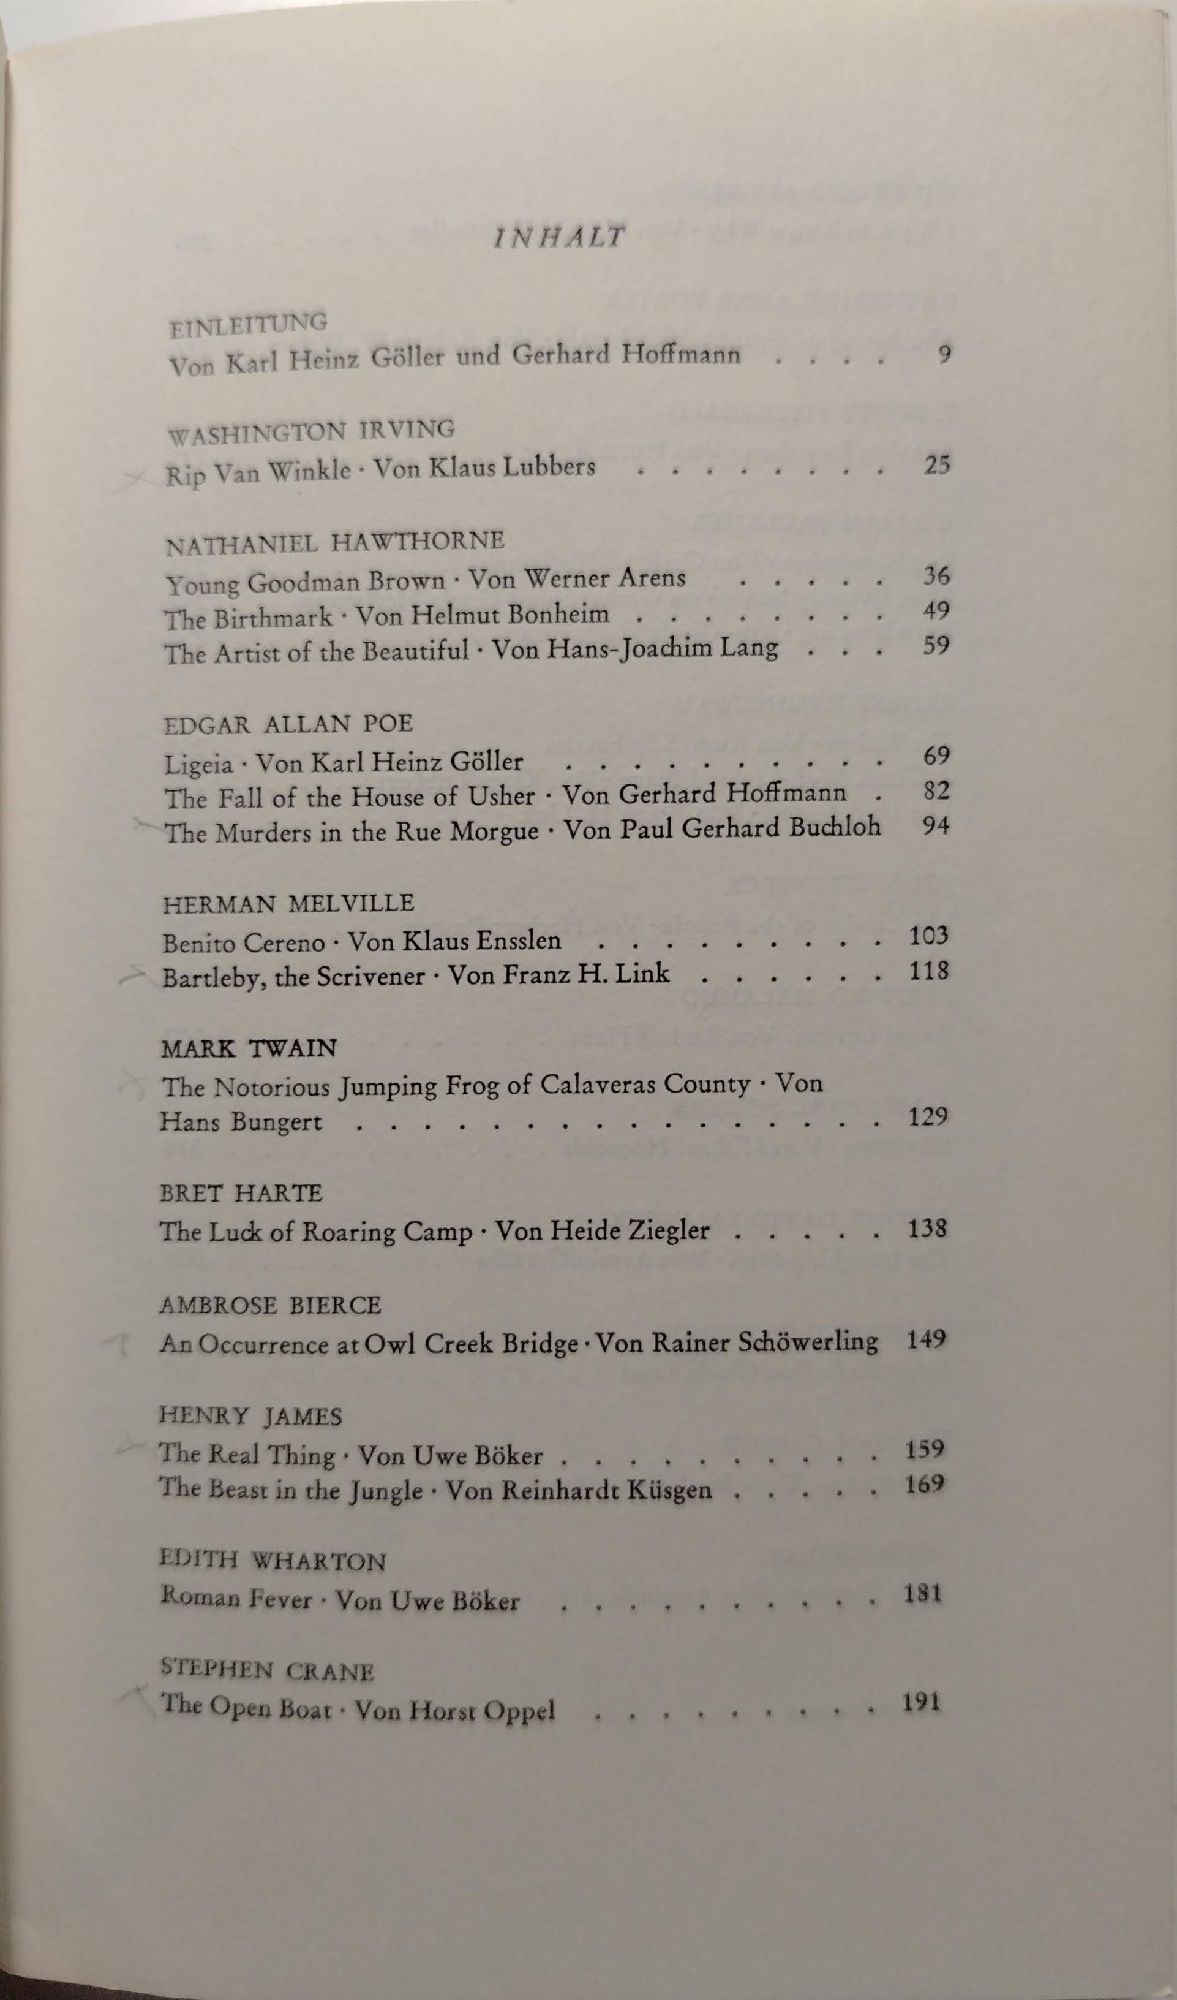 INHALT
EINLEITUNG
Von Karl Heinz Göller und Gerhard Hoffmann . . . . 9
WASHINGTON IRVING
Rip Van Winkle · Von Klaus Lubbers . . . . . . . . 25
NATHANIEL HAWTHORNE
Young Goodman Brown · Von Werner Arens . . . . . 36
The Birthmark · Von Helmut Bonheim . . . . . . . . 49
The Artist of the Beautiful · Von Hans-Joachim Lang . . . 59
EDGAR ALLAN POE
Ligeia · Von Karl Heinz Göller . . . . . . . . . . 69
The Fall of the House of Usher · Von Gerhard Hoffmann . 82
The Murders in the Rue Morgue · Von Paul Gerhard Buchloh 94
HERMAN MELVILLE
Benito Cereno · Von Klaus Ensslen . . . . . . . . . 103
Bartleby, the Scrivener · Von Franz H. Link . . . . . . 118
MARK TWAIN
The Notorious Jumping Frog of Calaveras County · Von
Hans Bungert . . . . . . . . . . . . . . . . 129
BRET HARTE
The Luck of Roaring Camp · Von Heide Ziegler . . . . . 138
AMBROSE BIERCE
An Occurrence at Owl Creek Bridge · Von Rainer Schöwerling 149
HENRY JAMES
The Real Thing · Von Uwe Böker . . . . . . . . . . 159
The Beast in the Jungle · Von Reinhardt Küsgen . . . . . 169
EDITH WHARTON
Roman Fever · Von Uwe Böker . . . . . . . . . . 181
STEPHEN CRANE
The Open Boat · Von Horst Oppel . . . . . . . . . 191